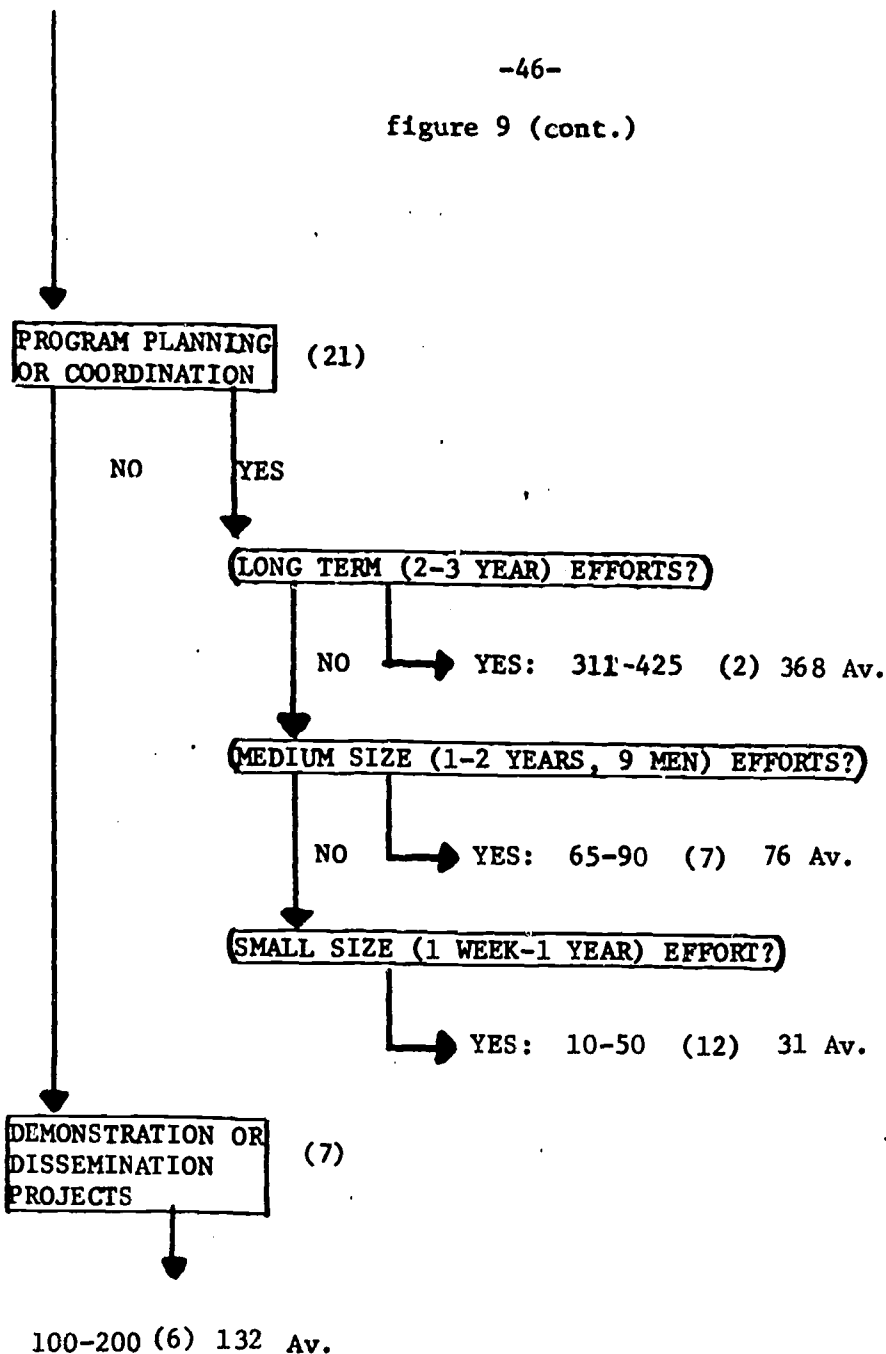 -46-
figure 9 (cont.)
PROGRAM PLANNING
OR COORDINATION
(21)
NO
YES
(LONG TERM (2-3 YEAR) EFFORTS?)
NO
YES: 311-425 (2) 368 Av.
(MEDIUM SIZE (1-2 YEARS, 9 MEN) EFFORTS?)
NO
YES: 65-90 (7) 76 Av.
(SMALL SIZE (1 WEEK-1 YEAR) EFFORT?)
YES: 10-50 (12) 31 Av.
DEMONSTRATION OR
DISSEMINATION
PROJECTS
(7)
100-200 (6) 132 Av.